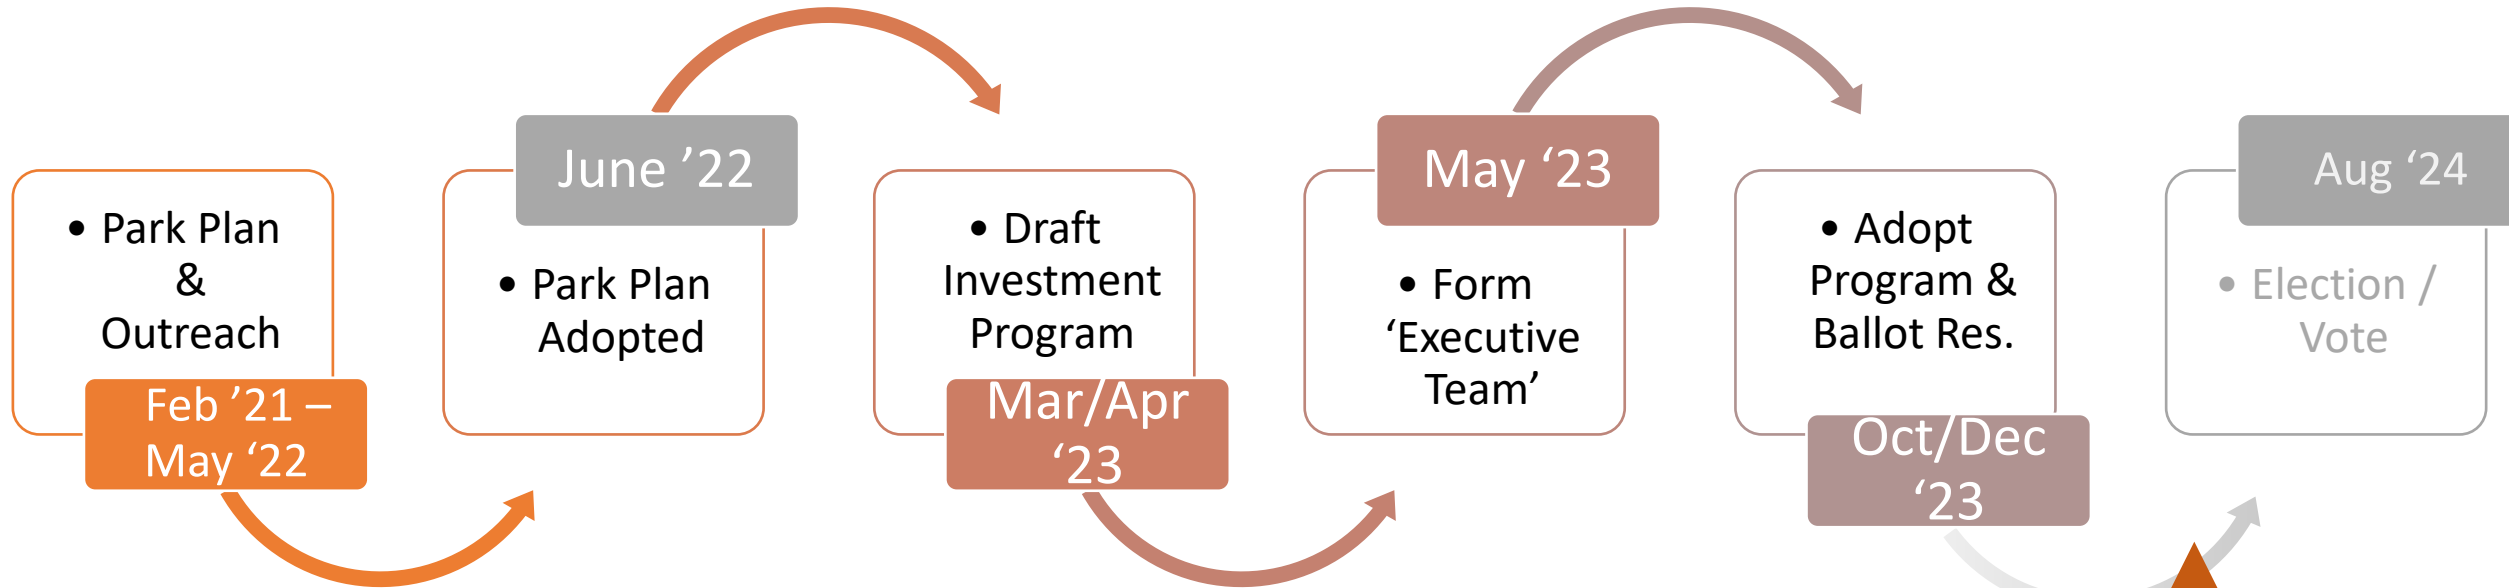 • Park Plan
&
Outreach
Feb ’21 –
May ‘22
June ’22
• Park Plan
Adopted
• Draft
Investment
Program
Mar/Apr
‘23
May ‘23
• Form
‘Executive
Team’
• Adopt
Program &
Ballot Res.
Oct/Dec
‘23
Aug ‘24
• Election /
Vote